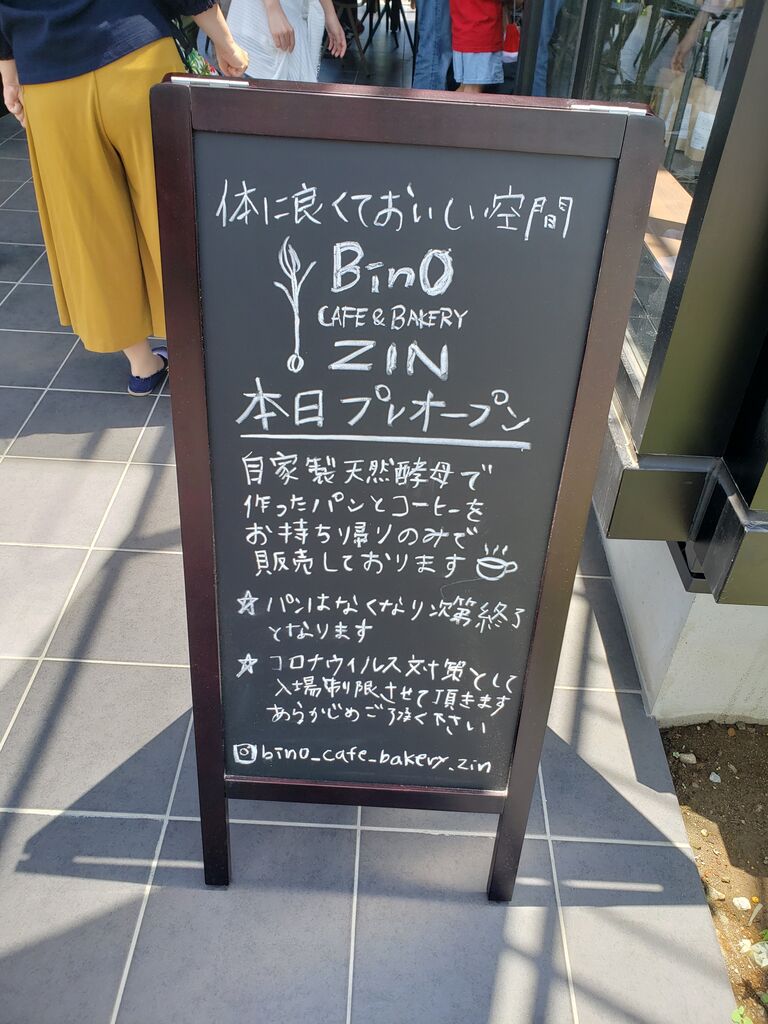 体に良くておいしい空間
BinO
CAFE & BAKERY
ZIN
本日プレオープン
自家製天然酵母で
作ったパンとコーヒーを
お持ち帰りのみで
販売しております
☆ パンはなくなり次第終了
となります
☆ コロナウィルス対策として
入場制限させて頂きます
あらかじめご了承下さい
bino_cafe_bakery.zin